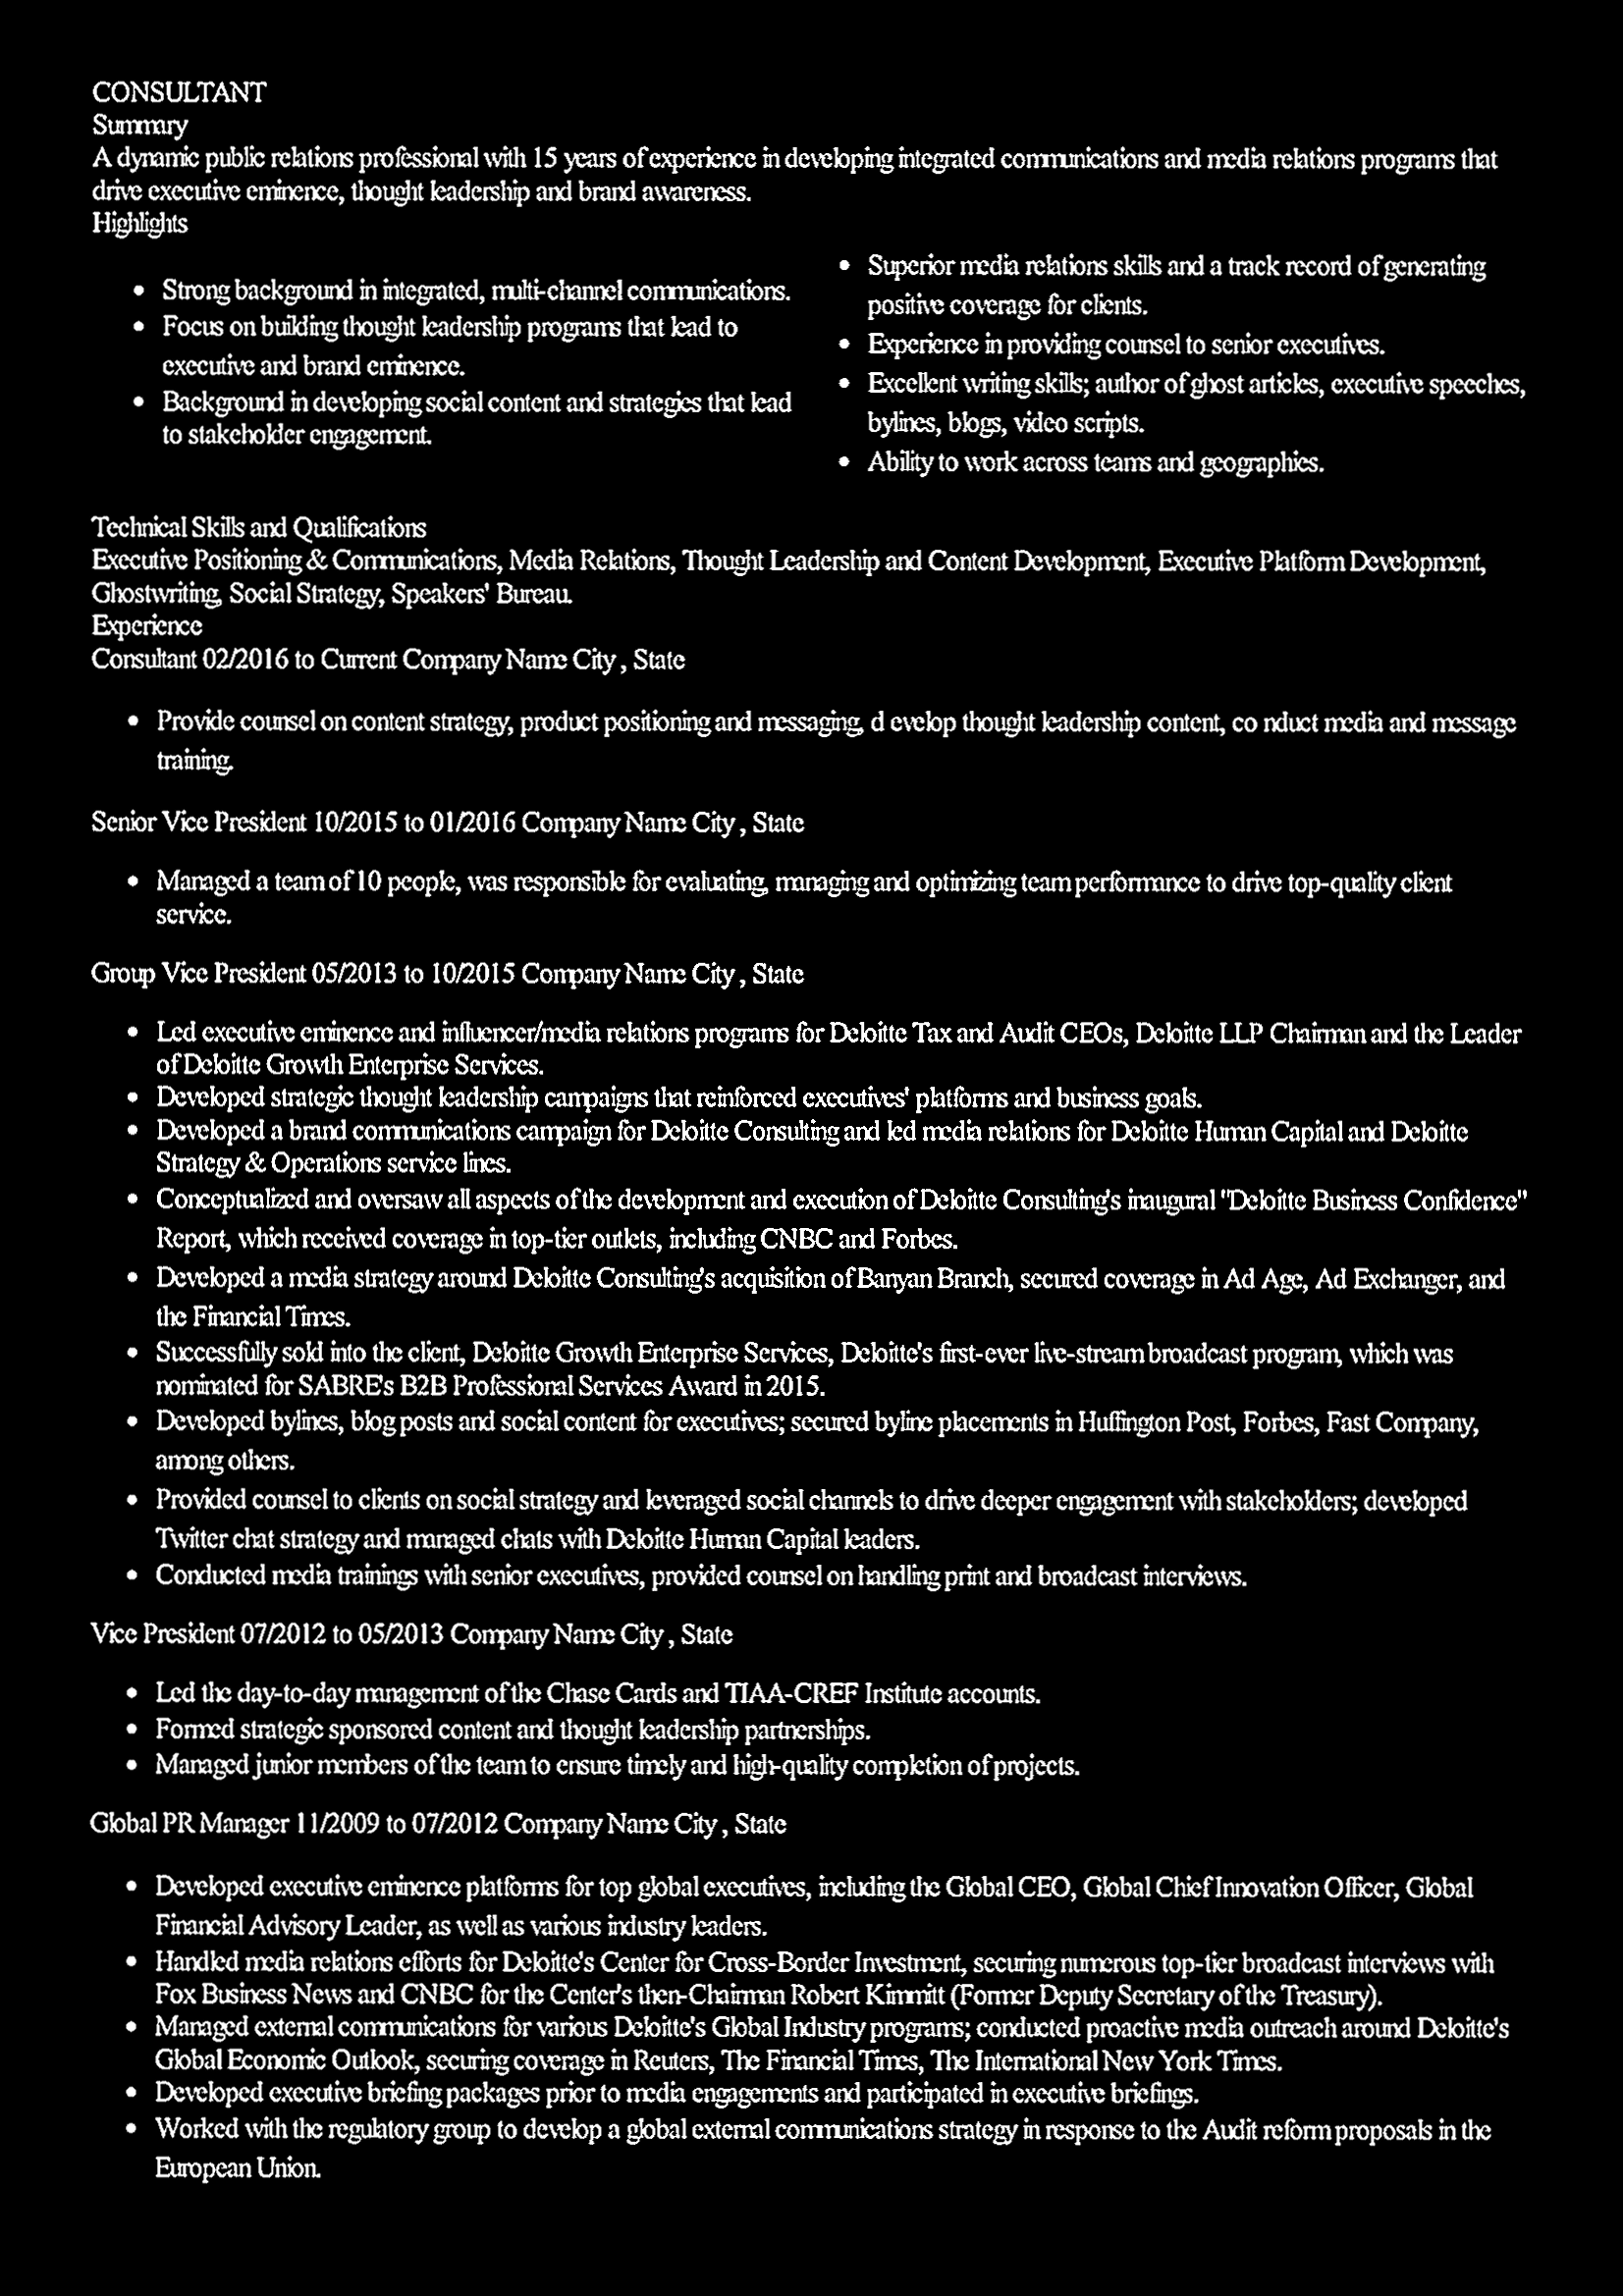 CONSULTANT
Summary
A dynamic public relations professional with 15 years of experience in developing integrated communications and media relations programs that
drive executive eminence, thought leadership and brand awareness.
Highlights
• Strong background in integrated, multi-channel communications.
• Focus on building thought leadership programs that lead to
executive and brand eminence.
• Background in developing social content and strategies that lead
to stakeholder engagement.
• Superior media relations skills and a track record of generating
positive coverage for clients.
• Experience in providing counsel to senior executives.
• Excellent writing skills; author of ghost articles, executive speeches,
bylines, blogs, video scripts.
• Ability to work across teams and geographies.
Technical Skills and Qualifications
Executive Positioning & Communications, Media Relations, Thought Leadership and Content Development, Executive Platform Development,
Ghostwriting, Social Strategy, Speakers' Bureau.
Experience
Consultant 02/2016 to Current Company Name City , State
• Provide counsel on content strategy, product positioning and messaging, d evelop thought leadership content, co nduct media and message
training.
Senior Vice President 10/2015 to 01/2016 Company Name City , State
• Managed a team of 10 people, was responsible for evaluating, managing and optimizing team performance to drive top-quality client
service.
Group Vice President 05/2013 to 10/2015 Company Name City , State
• Led executive eminence and influencer/media relations programs for Deloitte Tax and Audit CEOs, Deloitte LLP Chairman and the Leader
of Deloitte Growth Enterprise Services.
• Developed strategic thought leadership campaigns that reinforced executives' platforms and business goals.
• Developed a brand communications campaign for Deloitte Consulting and led media relations for Deloitte Human Capital and Deloitte
Strategy & Operations service lines.
• Conceptualized and oversaw all aspects of the development and execution of Deloitte Consulting's inaugural "Deloitte Business Confidence"
Report, which received coverage in top-tier outlets, including CNBC and Forbes.
• Developed a media strategy around Deloitte Consulting's acquisition of Banyan Branch, secured coverage in Ad Age, Ad Exchanger, and
the Financial Times.
• Successfully sold into the client, Deloitte Growth Enterprise Services, Deloitte's first-ever live-stream broadcast program, which was
nominated for SABRE's B2B Professional Services Award in 2015.
• Developed bylines, blog posts and social content for executives; secured byline placements in Huffington Post, Forbes, Fast Company,
among others.
• Provided counsel to clients on social strategy and leveraged social channels to drive deeper engagement with stakeholders; developed
Twitter chat strategy and managed chats with Deloitte Human Capital leaders.
• Conducted media trainings with senior executives, provided counsel on handling print and broadcast interviews.
Vice President 07/2012 to 05/2013 Company Name City , State
• Led the day-to-day management of the Chase Cards and TIAA-CREF Institute accounts.
• Formed strategic sponsored content and thought leadership partnerships.
• Managed junior members of the team to ensure timely and high-quality completion of projects.
Global PR Manager 11/2009 to 07/2012 Company Name City , State
• Developed executive eminence platforms for top global executives, including the Global CEO, Global Chief Innovation Officer, Global
Financial Advisory Leader, as well as various industry leaders.
• Handled media relations efforts for Deloitte's Center for Cross-Border Investment, securing numerous top-tier broadcast interviews with
Fox Business News and CNBC for the Center's then-Chairman Robert Kimmitt (Former Deputy Secretary of the Treasury).
• Managed external communications for various Deloitte's Global Industry programs; conducted proactive media outreach around Deloitte's
Global Economic Outlook, securing coverage in Reuters, The Financial Times, The International New York Times.
• Developed executive briefing packages prior to media engagements and participated in executive briefings.
• Worked with the regulatory group to develop a global external communications strategy in response to the Audit reform proposals in the
European Union.